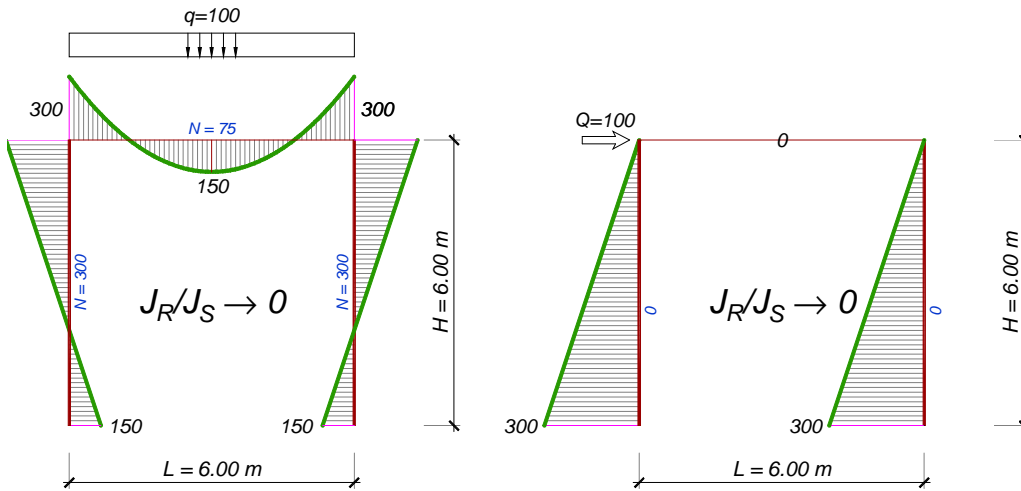 q=100
300
300
N = 75
150
N = 300
N = 300
J_R/J_S → 0
H = 6.00 m
150
150
L = 6.00 m
Q=100
0
0
0
J_R/J_S → 0
H = 6.00 m
300
300
L = 6.00 m